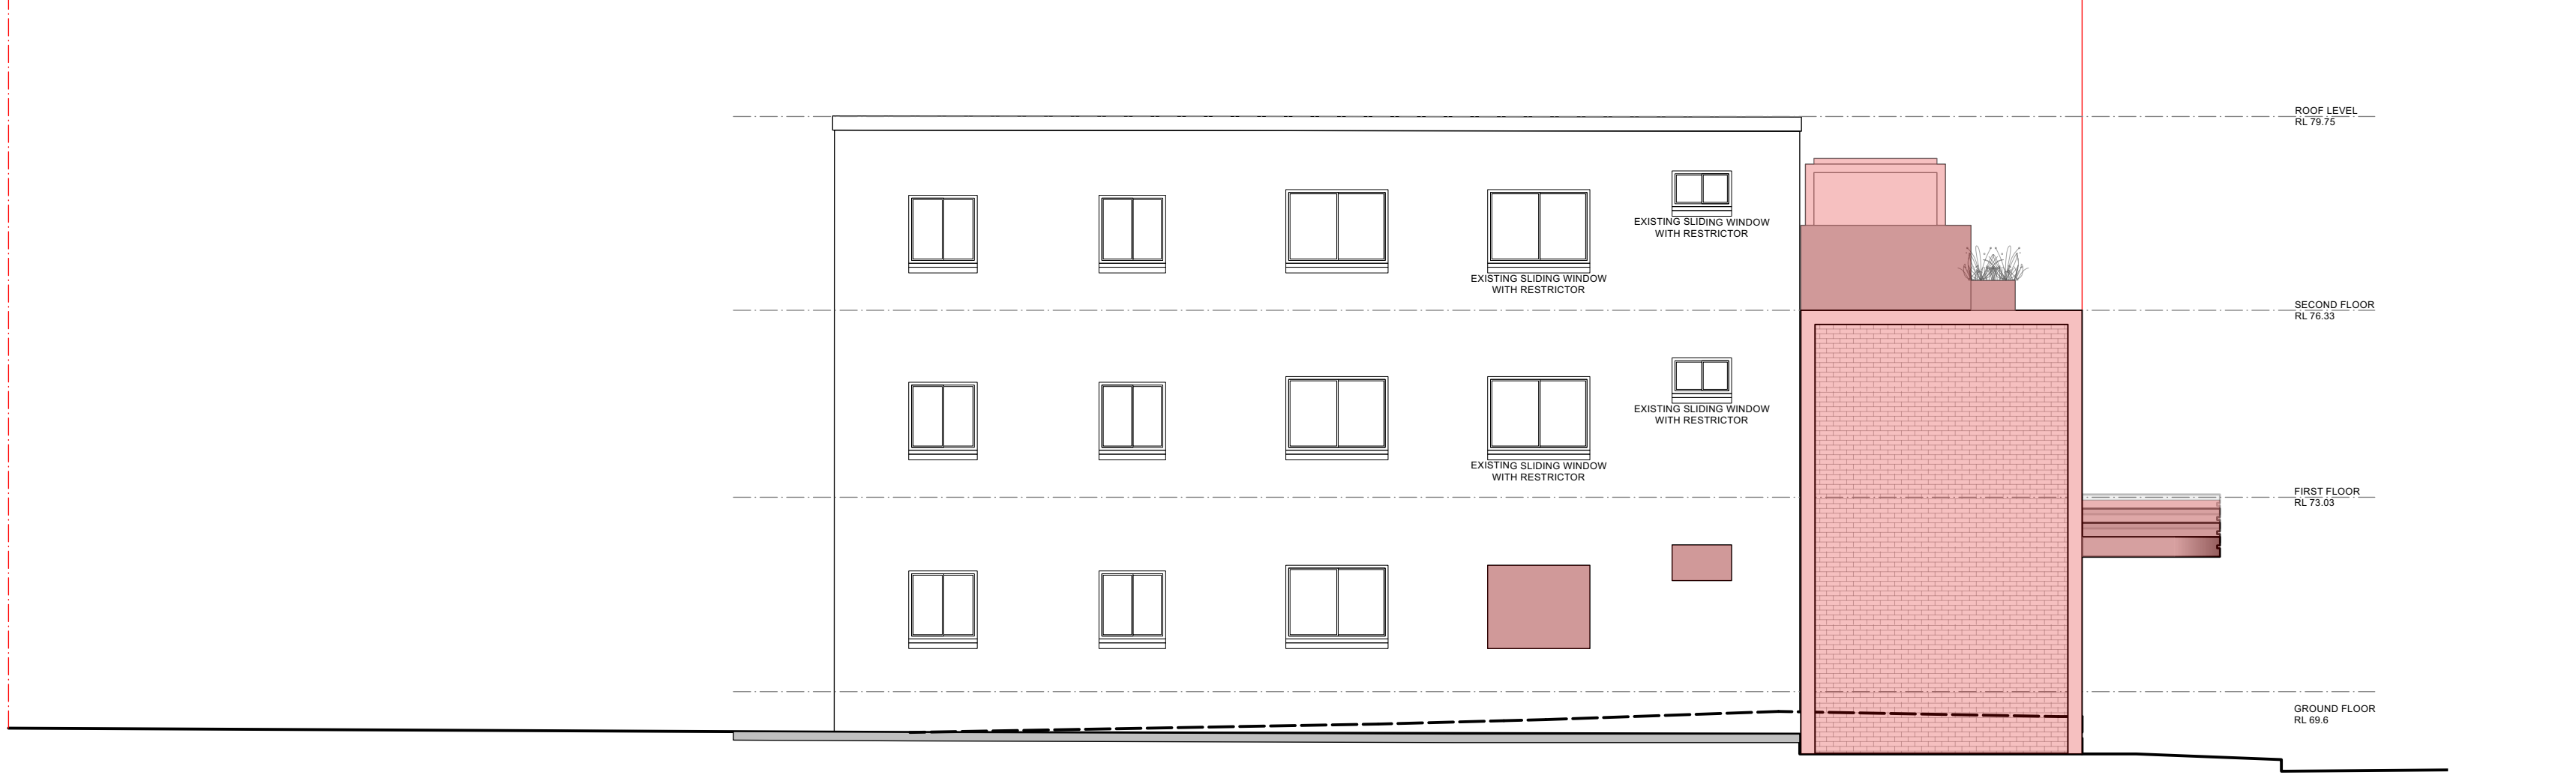 ROOF LEVEL
RL 79.75
EXISTING SLIDING WINDOW
WITH RESTRICTOR
EXISTING SLIDING WINDOW
WITH RESTRICTOR
SECOND FLOOR
RL 76.33
EXISTING SLIDING WINDOW
WITH RESTRICTOR
EXISTING SLIDING WINDOW
WITH RESTRICTOR
FIRST FLOOR
RL 73.03
GROUND FLOOR
RL 69.6